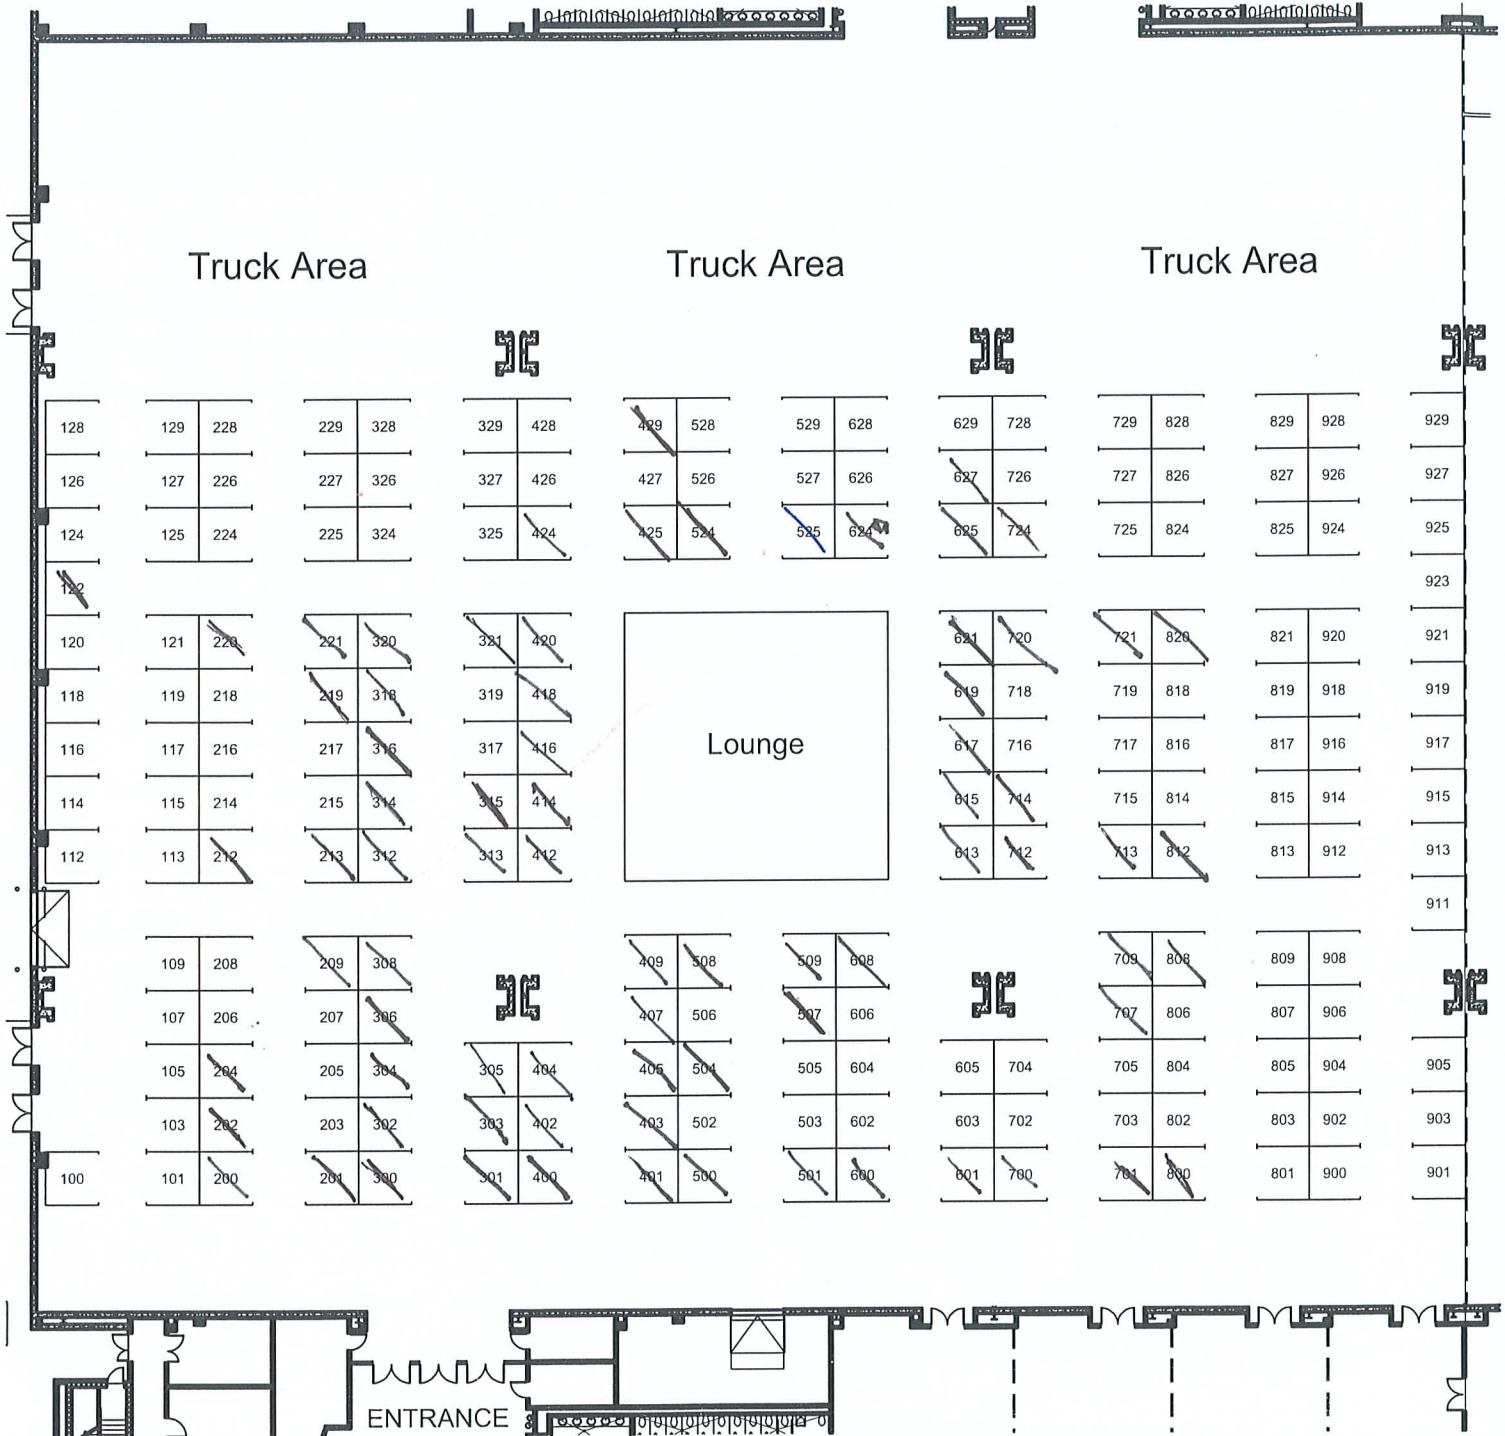 Truck Area Truck Area Truck Area
128 129 228 229 328 329 428 429 528 529 628 629 728 729 828 829 928 929
126 127 226 227 326 327 426 427 526 527 626 627 726 727 826 827 926 927
124 125 224 225 324 325 424 425 524 525 624 625 724 725 824 825 924 925
122 923
120 121 220 221 320 321 420 621 720 721 820 821 920 921
118 119 218 219 318 319 418 619 718 719 818 819 918 919
116 117 216 217 316 317 416 Lounge 617 716 717 816 817 916 917
114 115 214 215 314 315 414 615 714 715 814 815 914 915
112 113 212 213 312 313 412 613 712 713 812 813 912 913
911
109 208 209 308 409 508 509 608 709 808 809 908
107 206 207 306 407 506 507 606 707 806 807 906
105 204 205 304 305 404 405 504 505 604 605 704 705 804 805 904 905
103 202 203 302 303 402 403 502 503 602 603 702 703 802 803 902 903
100 101 200 201 300 301 400 401 500 501 600 601 700 701 800 801 900 901
ENTRANCE